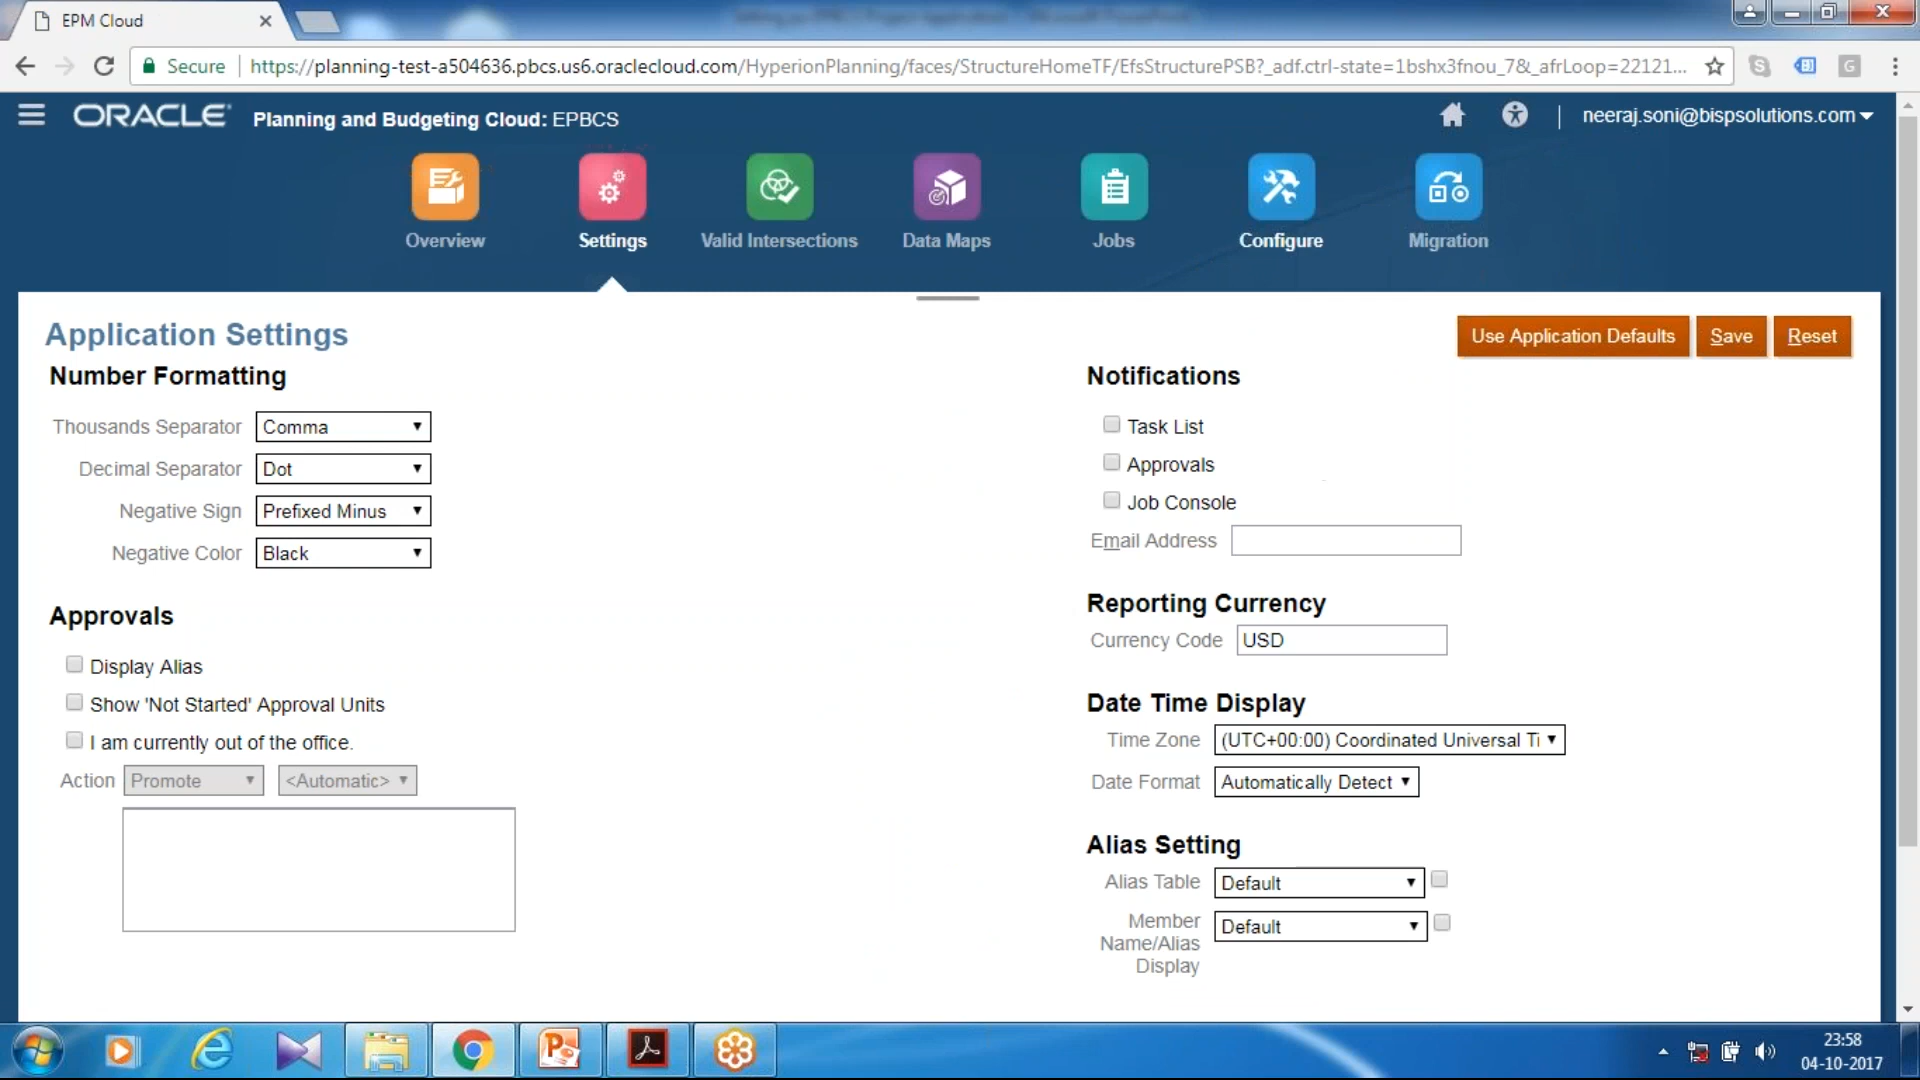 EPM Cloud
Secure | https://planning-test-a504636.pbcs.us6.oraclecloud.com/HyperionPlanning/faces/StructureHomeTF/EfsStructurePSB?_adf.ctrl-state=1bshx3fnou_7&_afrLoop=22121...
ORACLE Planning and Budgeting Cloud: EPBCS
neeraj.soni@bispsolutions.com
Overview Settings Valid Intersections Data Maps Jobs Configure Migration
Application Settings
Use Application Defaults Save Reset
Number Formatting
Thousands Separator Comma
Decimal Separator Dot
Negative Sign Prefixed Minus
Negative Color Black
Approvals
Display Alias
Show 'Not Started' Approval Units
I am currently out of the office.
Action Promote <Automatic>
Notifications
Task List
Approvals
Job Console
Email Address
Reporting Currency
Currency Code USD
Date Time Display
Time Zone (UTC+00:00) Coordinated Universal Ti
Date Format Automatically Detect
Alias Setting
Alias Table Default
Member
Name/Alias
Display
Default
23:58
04-10-2017